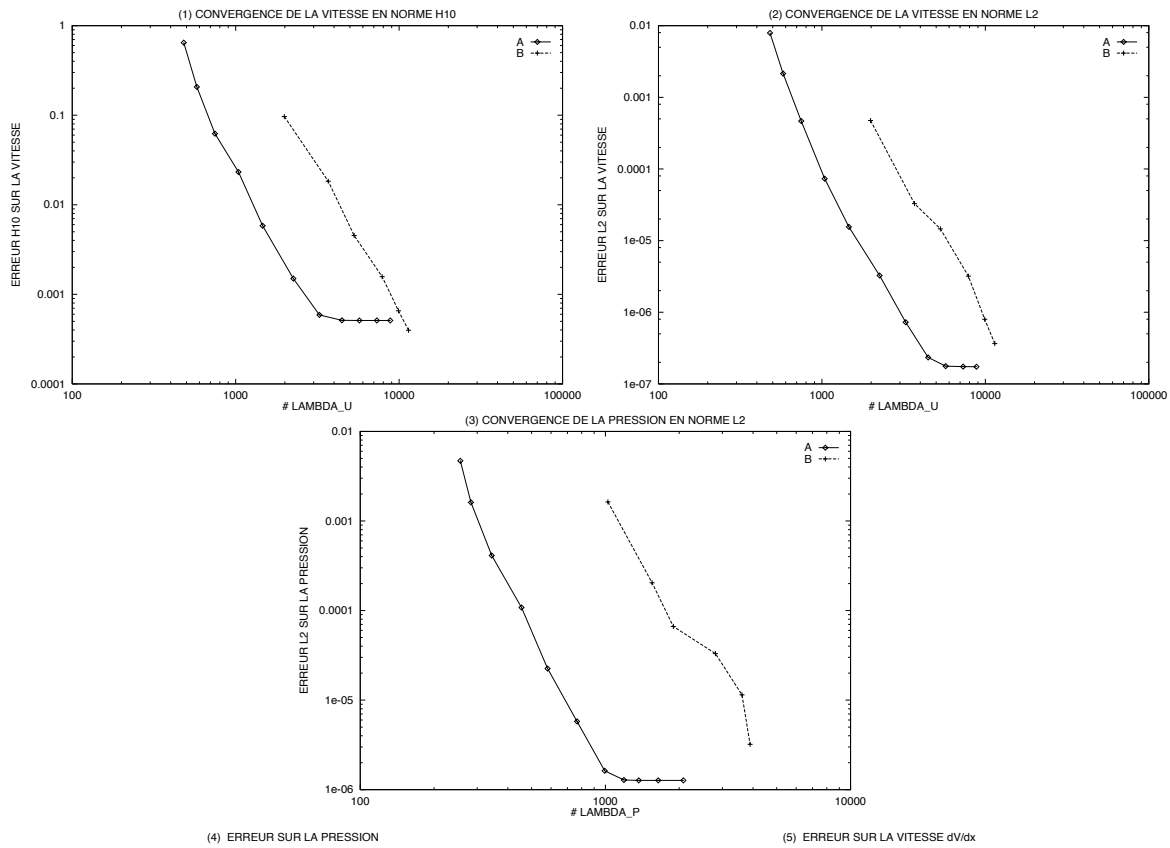 (1) CONVERGENCE DE LA VITESSE EN NORME H10
1
0.1
0.01
0.001
0.0001
ERREUR H10 SUR LA VITESSE
A
B
100
1000
10000
100000
# LAMBDA_U
(2) CONVERGENCE DE LA VITESSE EN NORME L2
0.01
0.001
0.0001
1e-05
1e-06
1e-07
ERREUR L2 SUR LA VITESSE
A
B
100
1000
10000
100000
# LAMBDA_U
(3) CONVERGENCE DE LA PRESSION EN NORME L2
0.01
0.001
0.0001
1e-05
1e-06
ERREUR L2 SUR LA PRESSION
A
B
100
1000
10000
# LAMBDA_P
(4) ERREUR SUR LA PRESSION
(5) ERREUR SUR LA VITESSE dV/dx